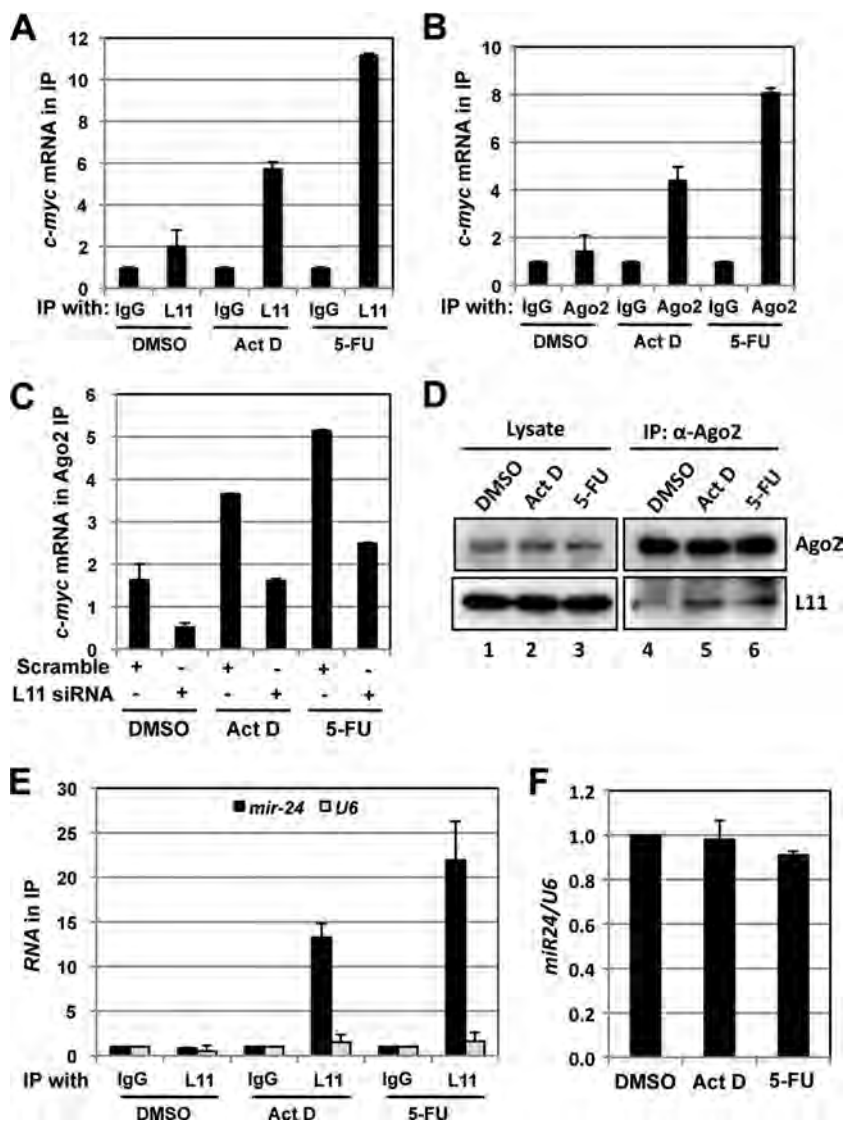 A
c-myc mRNA in IP
12
10
8
6
4
2
0
IP with: IgG L11 IgG L11 IgG L11
DMSO Act D 5-FU
B
c-myc mRNA in IP
10
8
6
4
2
0
IP with: IgG Ago2 IgG Ago2 IgG Ago2
DMSO Act D 5-FU
C
c-myc mRNA in Ago2 IP
6
5
4
3
2
1
0
Scramble + - + - + -
L11 siRNA - + - + - +
DMSO Act D 5-FU
D
Lysate IP: α-Ago2
DMSO Act D 5-FU DMSO Act D 5-FU
Ago2
L11
1 2 3 4 5 6
E
RNA in IP
30
25
20
15
10
5
0
mir-24 U6
IP with IgG L11 IgG L11 IgG L11
DMSO Act D 5-FU
F
miR24/U6
1.2
1.0
0.8
0.6
0.4
0.2
0.0
DMSO Act D 5-FU